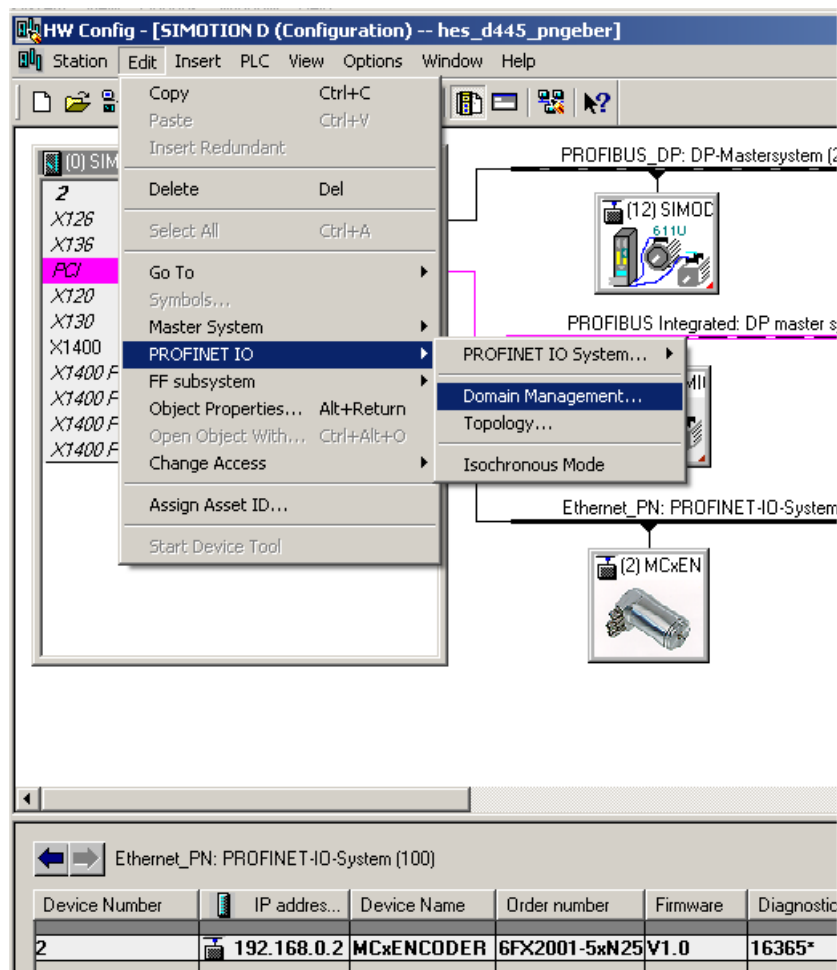 HW Config - [SIMOTION D (Configuration) -- hes_d445_pngeber]
Station Edit Insert PLC View Options Window Help
Copy Ctrl+C
Paste Ctrl+V
Insert Redundant
Delete Del
Select All Ctrl+A
Go To
Symbols...
Master System
PROFINET IO
FF subsystem
Object Properties... Alt+Return
Open Object With... Ctrl+Alt+O
Change Access
Assign Asset ID...
Start Device Tool
PROFINET IO System...
Domain Management...
Topology...
Isochronous Mode
(0) SIM
2
X126
X136
PCI
X120
X130
X1400
X1400 P
X1400 P
X1400 P
X1400 P
PROFIBUS_DP: DP-Mastersystem (2
(12) SIMOD
611U
PROFIBUS Integrated: DP master s
MI
Ethernet_PN: PROFINET-IO-System
(2) MCxEN
Ethernet_PN: PROFINET-IO-System (100)
Device Number IP addres... Device Name Order number Firmware Diagnostic
2 192.168.0.2 MCxENCODER 6FX2001-5xN25 V1.0 16365*